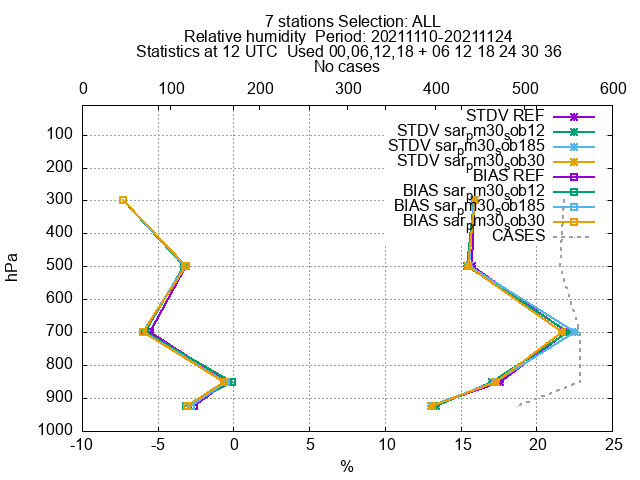 7 stations Selection: ALL
Relative humidity  Period: 20211110-20211124
Statistics at 12 UTC  Used 00,06,12,18 + 06 12 18 24 30 36
No cases
0 100 200 300 400 500 600
STDV REF
STDV sar_pm30_sob12
STDV sar_pm30_sob185
STDV sar_pm30_sob30
BIAS REF
BIAS sar_pm30_sob12
BIAS sar_pm30_sob185
BIAS sar_pm30_sob30
CASES
100
200
300
400
500
600
700
800
900
1000
hPa
-10 -5 0 5 10 15 20 25
%